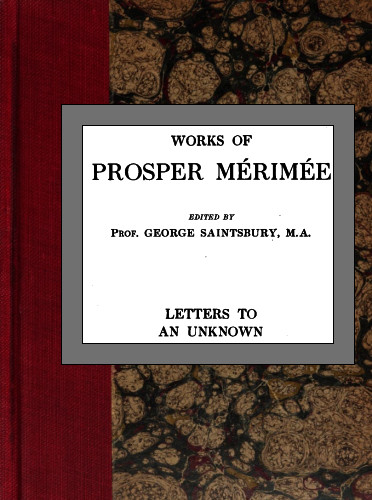 WORKS OF
PROSPER MÉRIMÉE
EDITED BY
PROF. GEORGE SAINTSBURY, M.A.
LETTERS TO
AN UNKNOWN